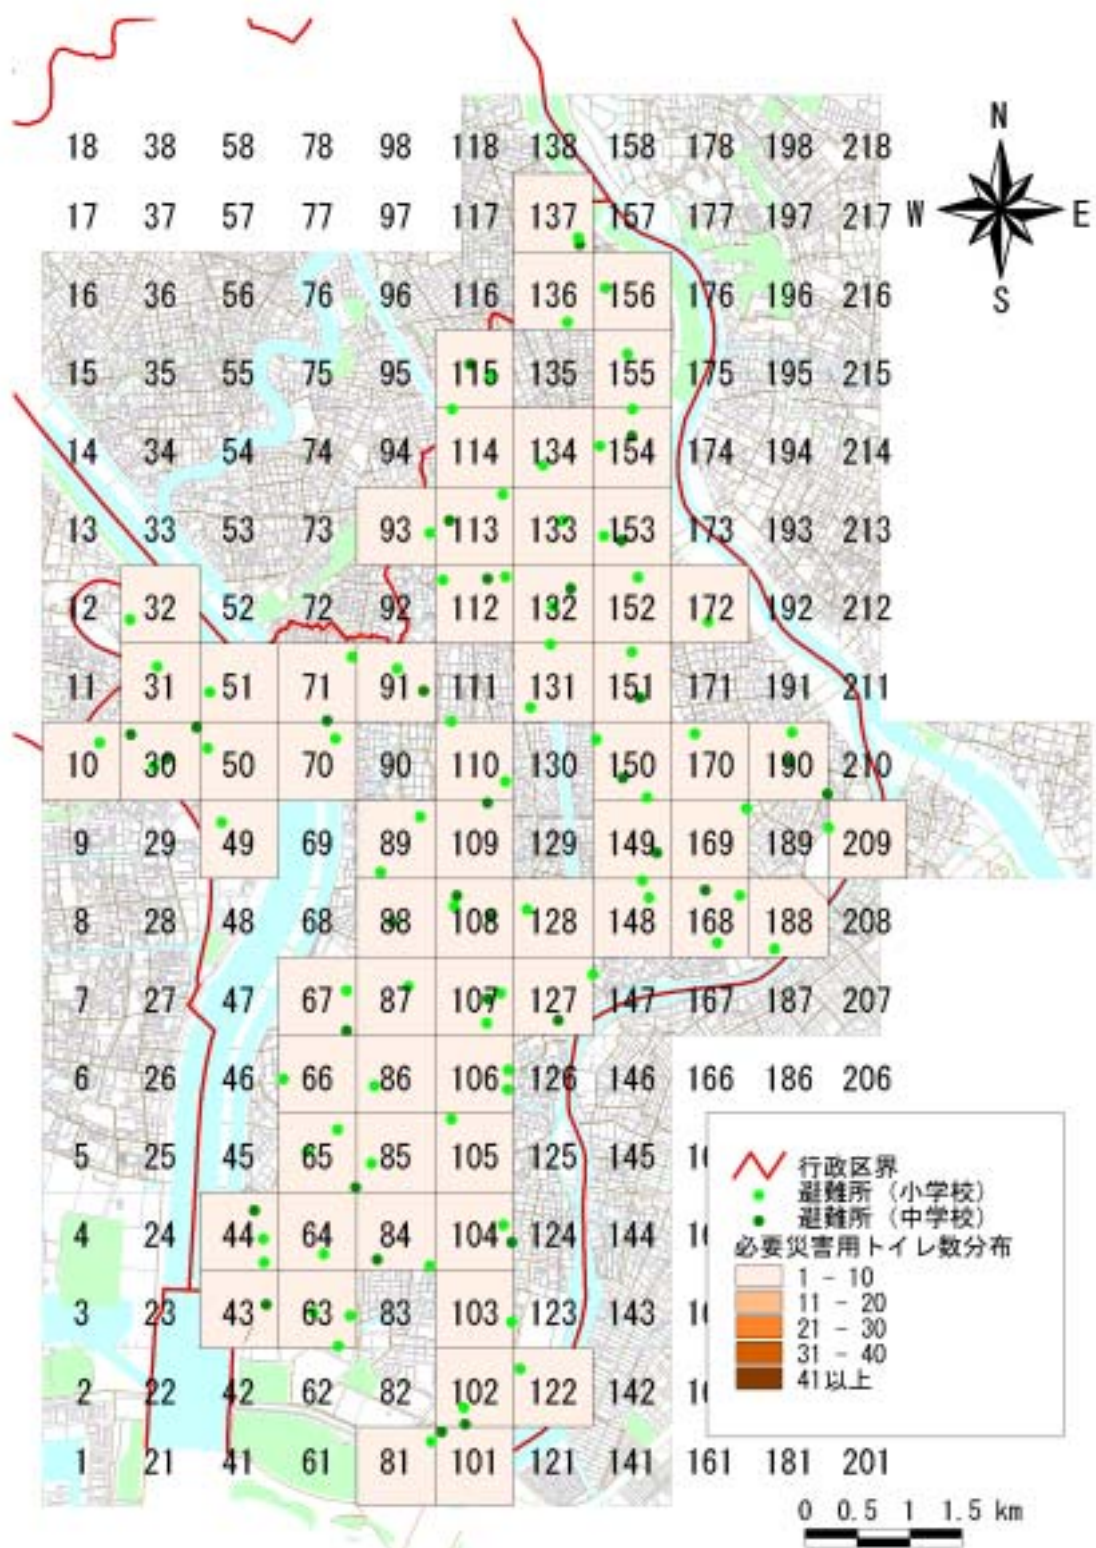 N
18 38 58 78 98 118 138 158 178 198 218
17 37 57 77 97 117 137 157 177 197 217 W E
16 36 56 76 96 116 136 156 176 196 216 S
15 35 55 75 95 115 135 155 175 195 215
14 34 54 74 94 114 134 154 174 194 214
13 33 53 73 93 113 133 153 173 193 213
12 32 52 72 92 112 132 152 172 192 212
11 31 51 71 91 111 131 151 171 191 211
10 30 50 70 90 110 130 150 170 190 210
9 29 49 69 89 109 129 149 169 189 209
8 28 48 68 88 108 128 148 168 188 208
7 27 47 67 87 107 127 147 167 187 207
6 26 46 66 86 106 126 146 166 186 206
5 25 45 65 85 105 125 145
4 24 44 64 84 104 124 144
3 23 43 63 83 103 123 143
2 22 42 62 82 102 122 142
1 21 41 61 81 101 121 141 161 181 201
行政区界
避難所（小学校）
避難所（中学校）
必要災害用トイレ数分布
1 - 10
11 - 20
21 - 30
31 - 40
41以上
0 0.5 1 1.5 km